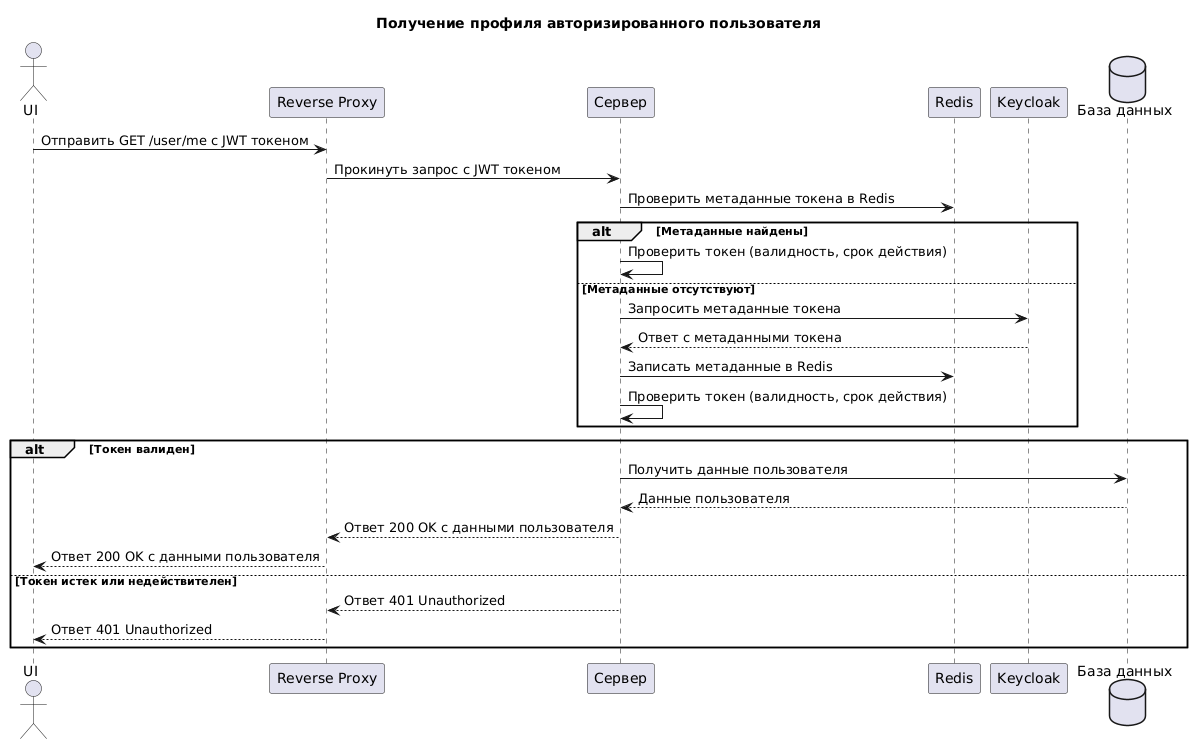 Получение профиля авторизированного пользователя
UI
Reverse Proxy
Сервер
Redis
Keycloak
База данных
Отправить GET /user/me с JWT токеном
Прокинуть запрос с JWT токеном
Проверить метаданные токена в Redis
alt [Метаданные найдены]
Проверить токен (валидность, срок действия)
[Метаданные отсутствуют]
Запросить метаданные токена
Ответ с метаданными токена
Записать метаданные в Redis
Проверить токен (валидность, срок действия)
alt [Токен валиден]
Получить данные пользователя
Данные пользователя
Ответ 200 OK с данными пользователя
Ответ 200 OK с данными пользователя
[Токен истек или недействителен]
Ответ 401 Unauthorized
Ответ 401 Unauthorized
UI
Reverse Proxy
Сервер
Redis
Keycloak
База данных